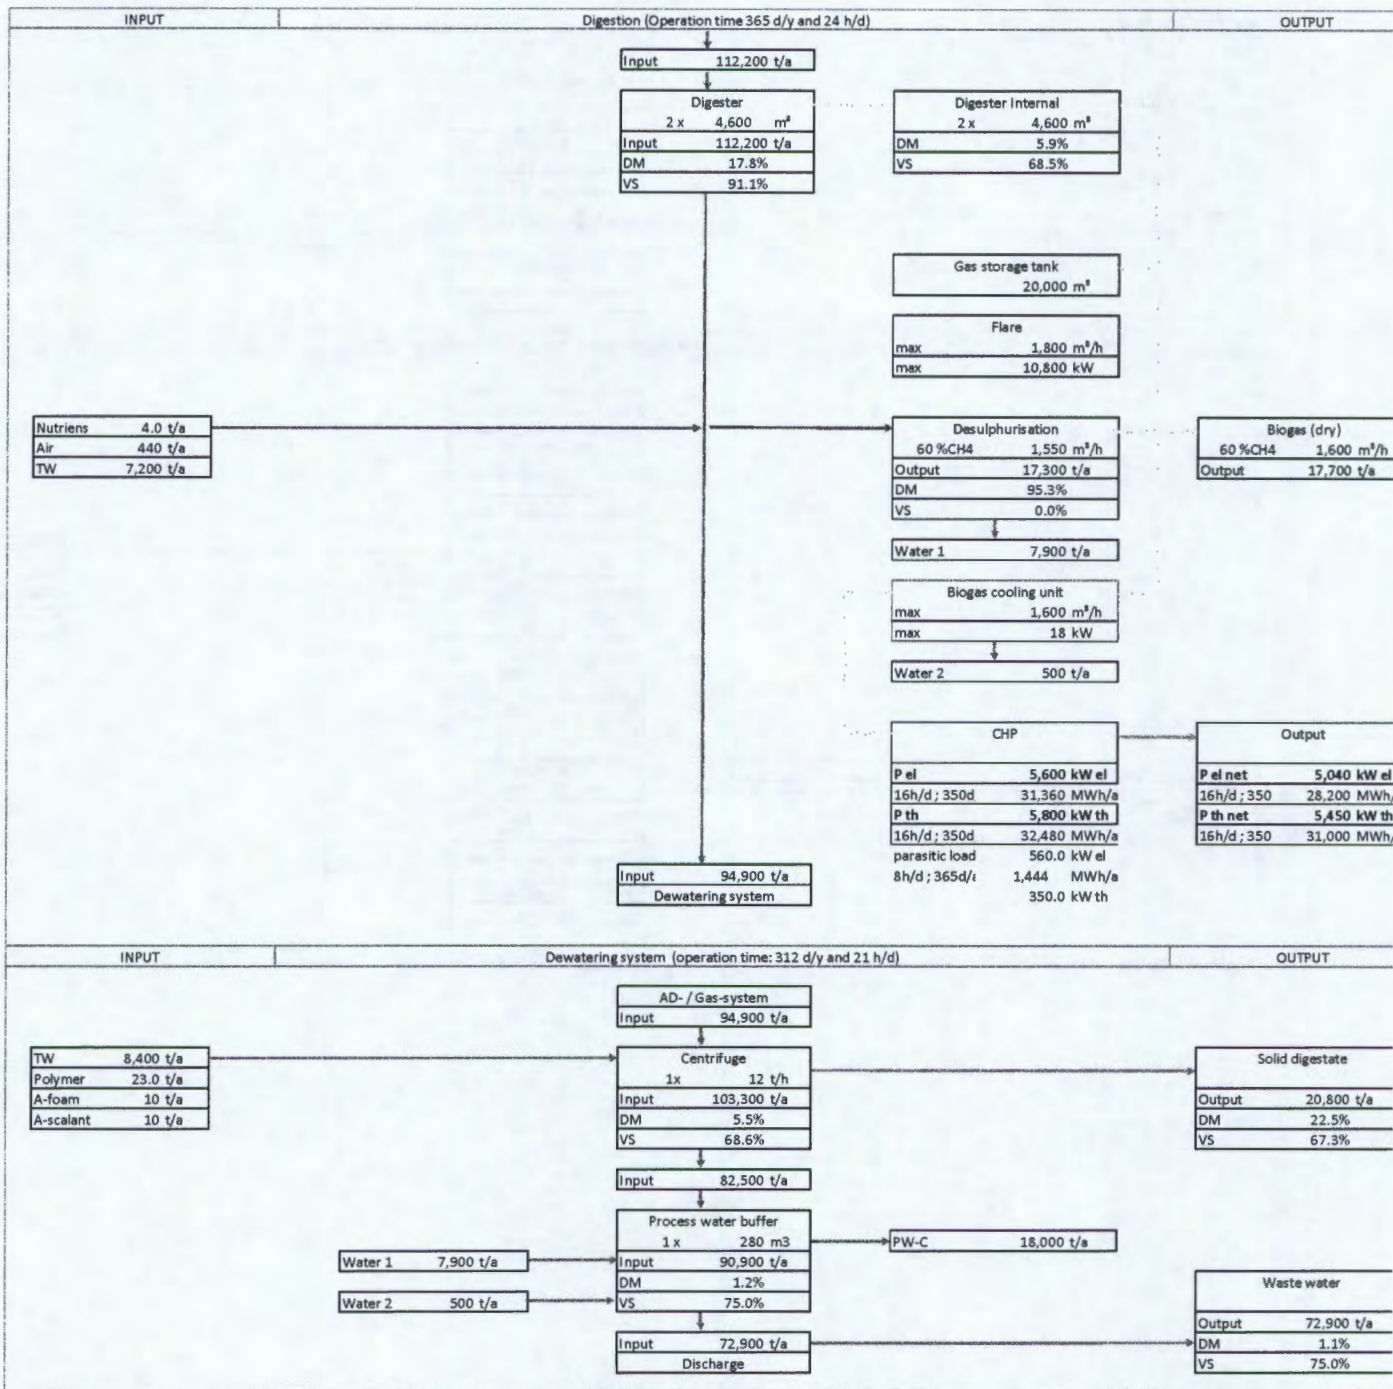 INPUT
Digestion (Operation time 365 d/y and 24 h/d)
OUTPUT
Input 112,200 t/a
Digester
2 x 4,600 m³
Input 112,200 t/a
DM 17.8%
VS 91.1%
Digester Internal
2 x 4,600 m³
DM 5.9%
VS 68.5%
Gas storage tank
20,000 m³
Flare
max 1,800 m³/h
max 10,800 kW
Nutriens 4.0 t/a
Air 440 t/a
TW 7,200 t/a
Desulphurisation
60 %CH4 1,550 m³/h
Output 17,300 t/a
DM 95.3%
VS 0.0%
Biogas (dry)
60 %CH4 1,600 m³/h
Output 17,700 t/a
Water 1 7,900 t/a
Biogas cooling unit
max 1,600 m³/h
max 18 kW
Water 2 500 t/a
CHP
P el 5,600 kW el
16h/d ; 350d 31,360 MWh/a
P th 5,800 kW th
16h/d ; 350d 32,480 MWh/a
parasitic load 560.0 kW el
8h/d ; 365d/a 1,444 MWh/a
350.0 kW th
Output
P el net 5,040 kW el
16h/d ; 350 28,200 MWh/
P th net 5,450 kW th
16h/d ; 350 31,000 MWh/
Input 94,900 t/a
Dewatering system
INPUT
Dewatering system (operation time: 312 d/y and 21 h/d)
OUTPUT
AD- / Gas-system
Input 94,900 t/a
TW 8,400 t/a
Polymer 23.0 t/a
A-foam 10 t/a
A-scalant 10 t/a
Centrifuge
1x 12 t/h
Input 103,300 t/a
DM 5.5%
VS 68.6%
Solid digestate
Output 20,800 t/a
DM 22.5%
VS 67.3%
Input 82,500 t/a
Process water buffer
1 x 280 m3
Input 90,900 t/a
DM 1.2%
VS 75.0%
PW-C 18,000 t/a
Water 1 7,900 t/a
Water 2 500 t/a
Waste water
Output 72,900 t/a
DM 1.1%
VS 75.0%
Input 72,900 t/a
Discharge